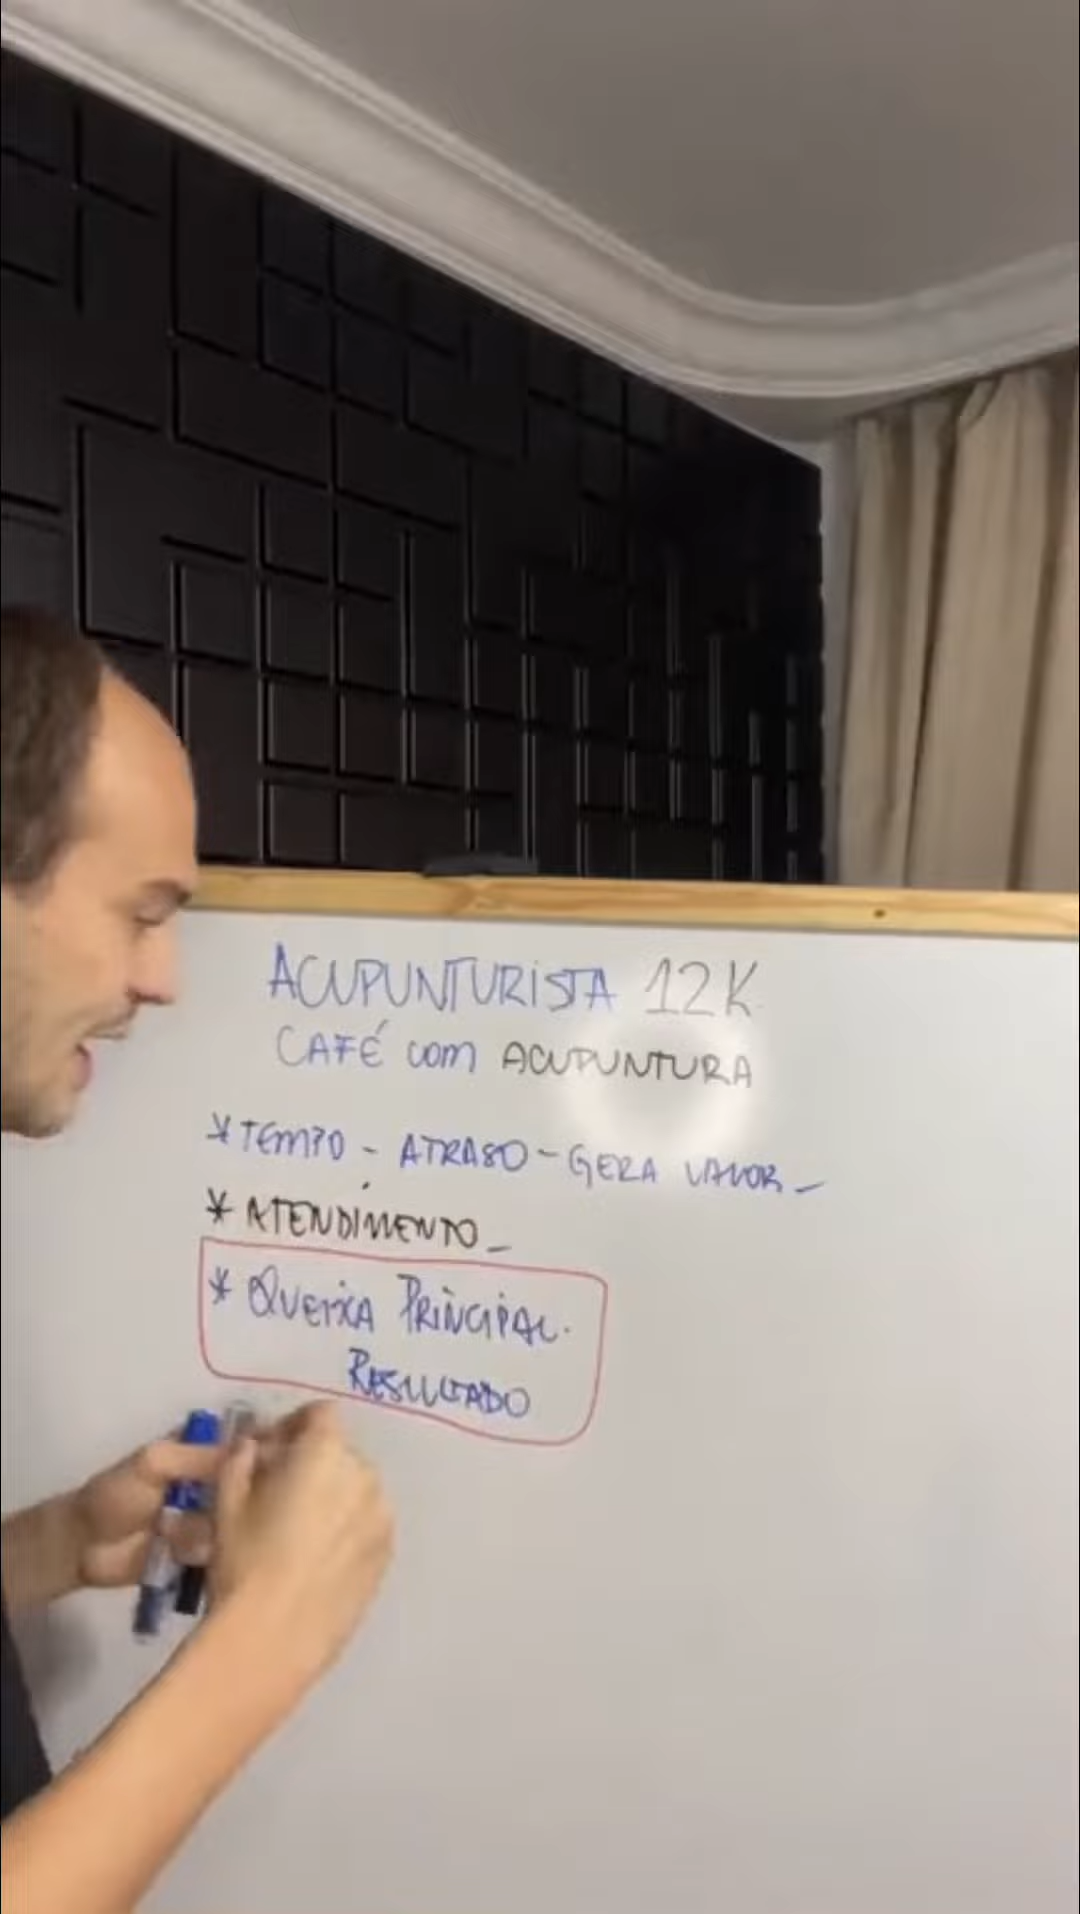 ACUPUNTURISTA 12K
CAFÉ com ACUPUNTURA
* TEMPO - ATRASO - GERA VALOR -
* ATENDIMENTO -
* QUEIXA PRINCIPAL.
RESULTADO